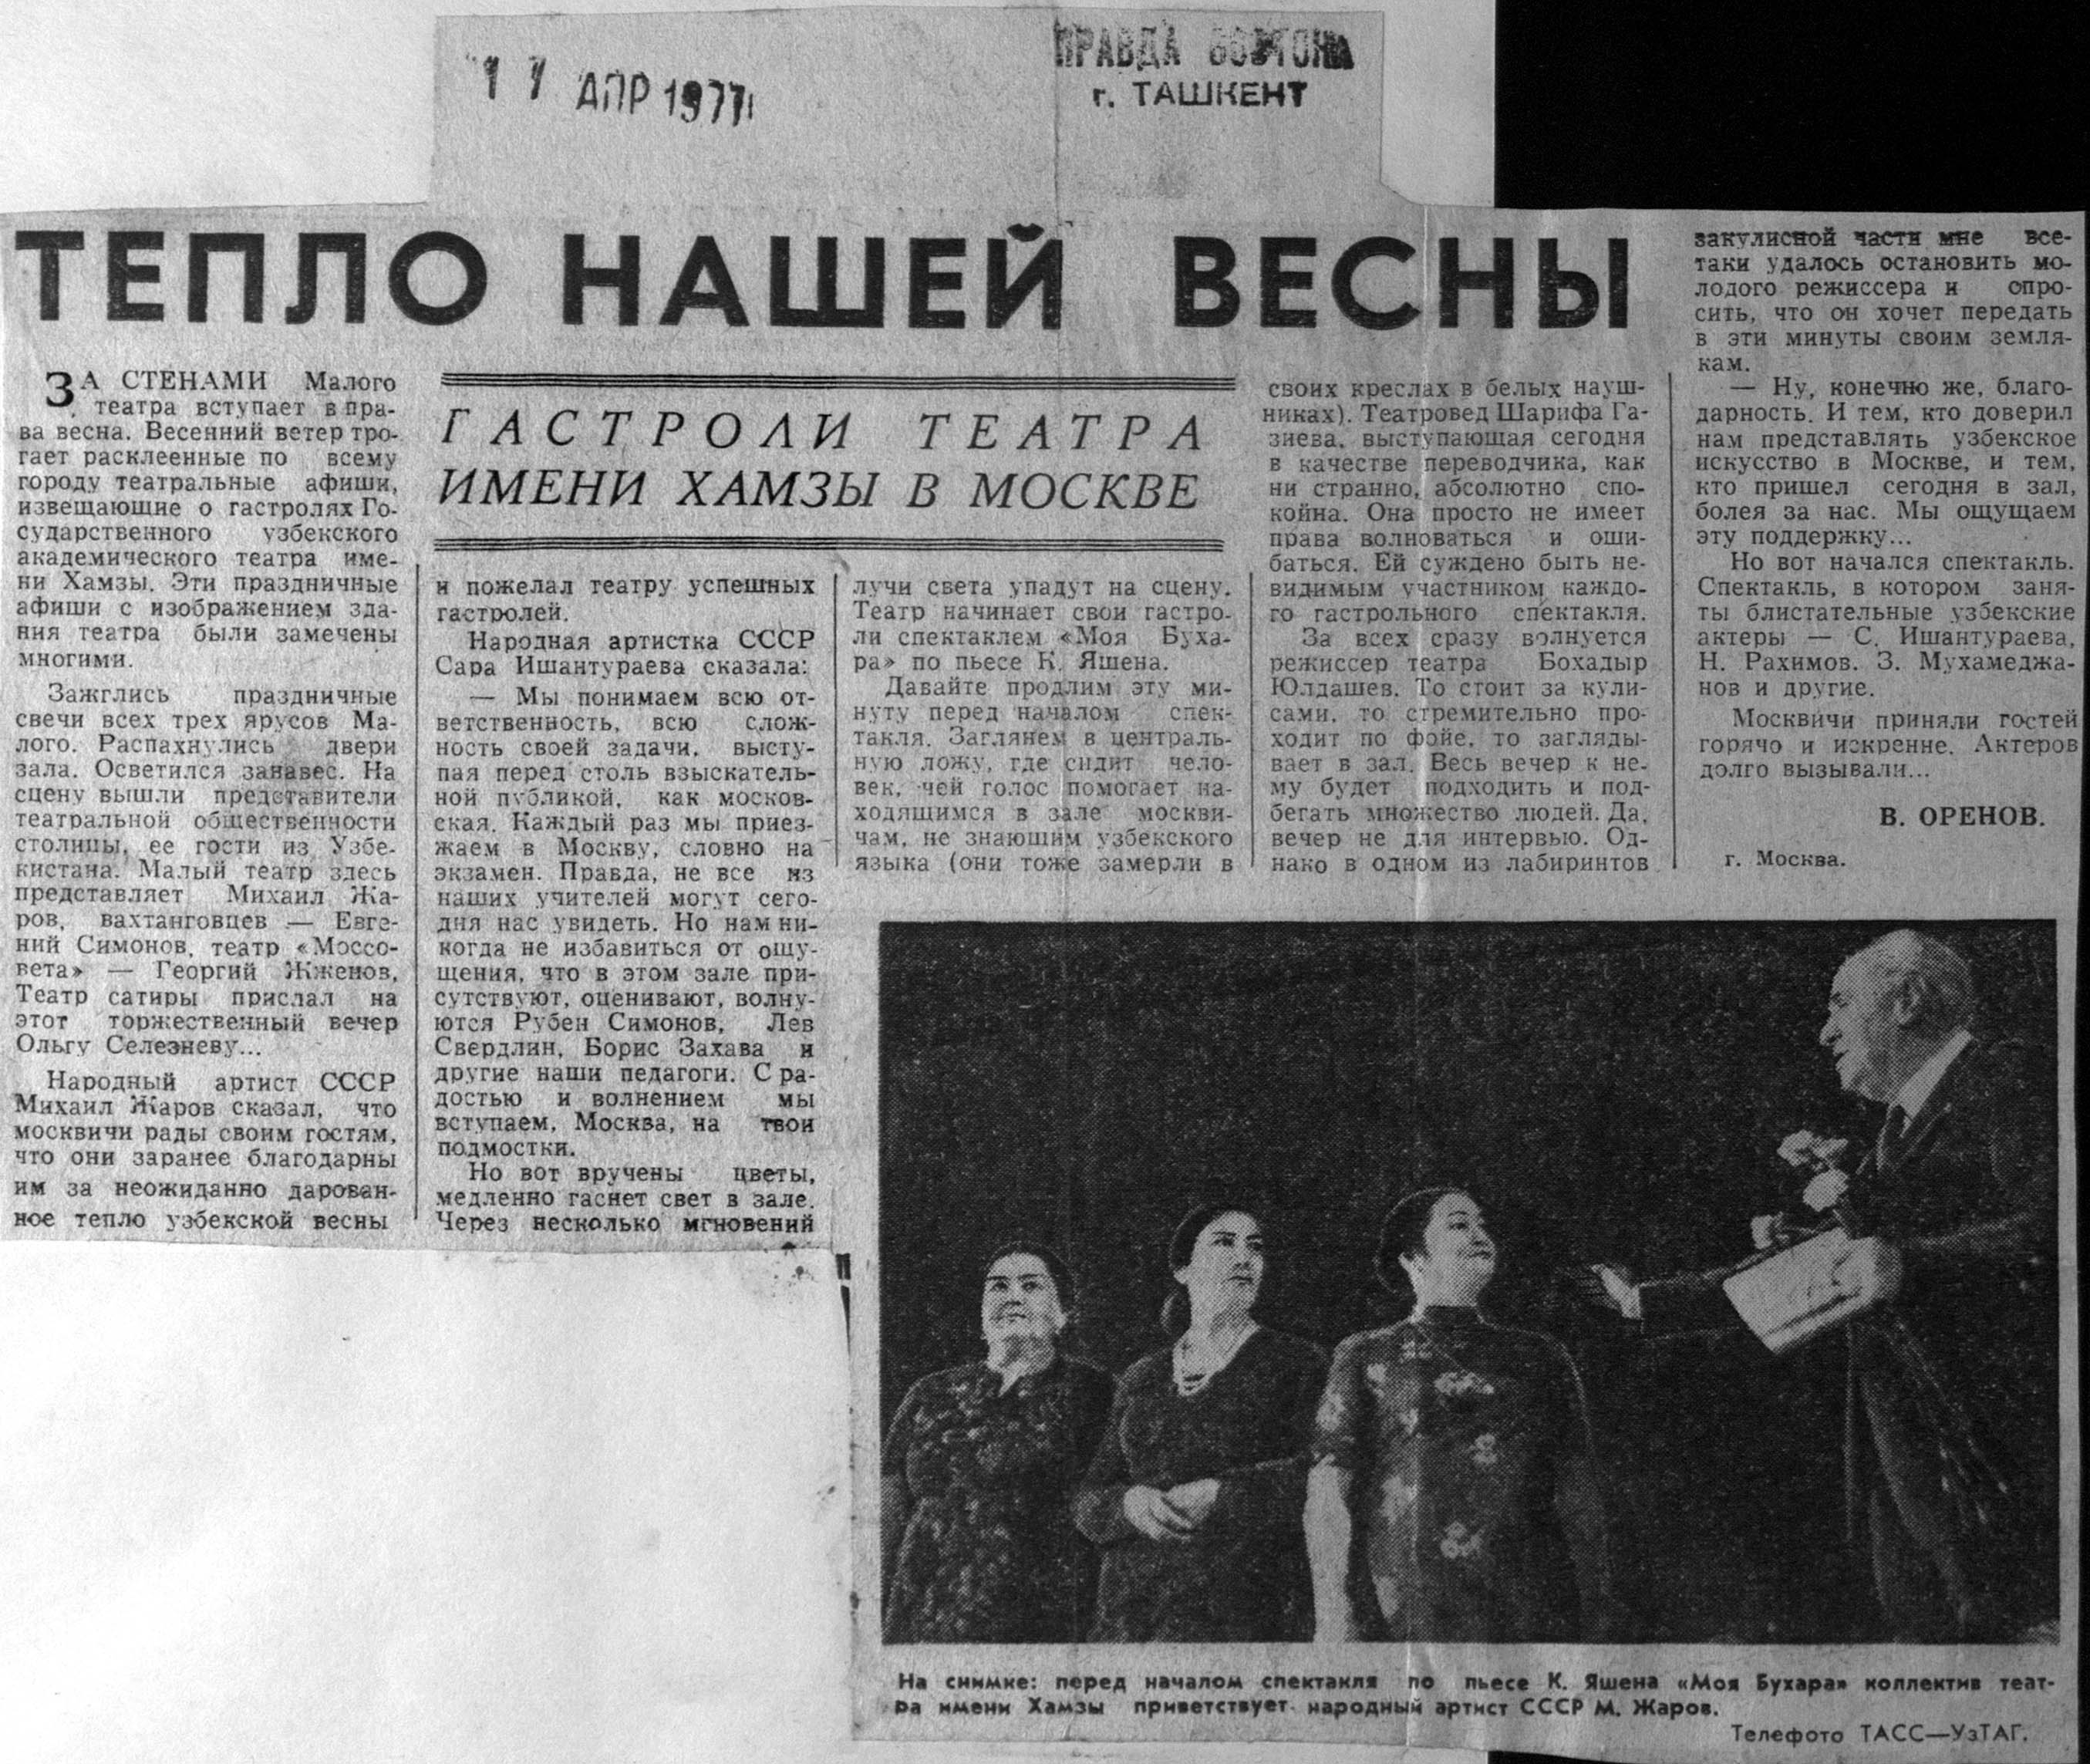 1 7 АПР 1977
ПРАВДА ВОСТОКА
г. ТАШКЕНТ
ТЕПЛО НАШЕЙ ВЕСНЫ
ГАСТРОЛИ ТЕАТРА
ИМЕНИ ХАМЗЫ В МОСКВЕ
ЗА СТЕНАМИ Малого
театра вступает в пра-
ва весна. Весенний ветер тро-
гает расклеенные по всему
городу театральные афиши,
извещающие о гастролях Го-
сударственного узбекского
академического театра име-
ни Хамзы. Эти праздничные
афиши с изображением зда-
ния театра были замечены
многими.
Зажглись праздничные
свечи всех трех ярусов Ма-
лого. Распахнулись двери
зала. Осветился занавес. На
сцену вышли представители
театральной общественности
столицы, ее гости из Узбе-
кистана. Малый театр здесь
представляет Михаил Жа-
ров, вахтанговцев — Евге-
ний Симонов, театр «Моссо-
вета» — Георгий Жженов,
Театр сатиры прислал на
этот торжественный вечер
Ольгу Селезневу...
Народный артист СССР
Михаил Жаров сказал, что
москвичи рады своим гостям,
что они заранее благодарны
им за неожиданно дарован-
ное тепло узбекской весны
и пожелал театру успешных
гастролей.
Народная артистка СССР
Сара Ишантураева сказала:
— Мы понимаем всю от-
ветственность, всю слож-
ность своей задачи, высту-
пая перед столь взыскатель-
ной публикой, как москов-
ская. Каждый раз мы приез-
жаем в Москву, словно на
экзамен. Правда, не все из
наших учителей могут сего-
дня нас увидеть. Но нам ни-
когда не избавиться от ощу-
щения, что в этом зале при-
сутствуют, оценивают, волну-
ются Рубен Симонов, Лев
Свердлин, Борис Захава и
другие наши педагоги. С ра-
достью и волнением мы
вступаем, Москва, на твои
подмостки.
Но вот вручены цветы,
медленно гаснет свет в зале.
Через несколько мгновений
лучи света упадут на сцену.
Театр начинает свои гастро-
ли спектаклем «Моя Буха-
ра» по пьесе К. Яшена.
Давайте продлим эту ми-
нуту перед началом спек-
такля. Заглянем в централь-
ную ложу, где сидит чело-
век, чей голос помогает на-
ходящимся в зале москви-
чам, не знающим узбекского
языка (они тоже замерли в
своих креслах в белых науш-
никах). Театровед Шарифа Га-
зиева, выступающая сегодня
в качестве переводчика, как
ни странно, абсолютно спо-
койна. Она просто не имеет
права волноваться и оши-
баться. Ей суждено быть не-
видимым участником каждо-
го гастрольного спектакля.
За всех сразу волнуется
режиссер театра Бохадыр
Юлдашев. То стоит за кули-
сами, то стремительно про-
ходит по фойе, то загляды-
вает в зал. Весь вечер к не-
му будет подходить и под-
бегать множество людей. Да,
вечер не для интервью. Од-
нако в одном из лабиринтов
закулисной части мне все-
таки удалось остановить мо-
лодого режиссера и спро-
сить, что он хочет передать
в эти минуты своим земля-
кам.
— Ну, конечно же, благо-
дарность. И тем, кто доверил
нам представлять узбекское
искусство в Москве, и тем,
кто пришел сегодня в зал,
болея за нас. Мы ощущаем
эту поддержку...
Но вот начался спектакль.
Спектакль, в котором заня-
ты блистательные узбекские
актеры — С. Ишантураева,
Н. Рахимов, З. Мухамеджа-
нов и другие.
Москвичи приняли гостей
горячо и искренне. Актеров
долго вызывали...
В. ОРЕНОВ.
г. Москва.
На снимке: перед началом спектакля по пьесе К. Яшена «Моя Бухара» коллектив теат-
ра имени Хамзы приветствует народный артист СССР М. Жаров.
Телефото ТАСС—УзТАГ.